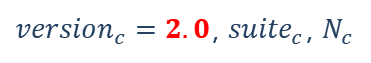 version_c = 2.0, suite_c, N_c